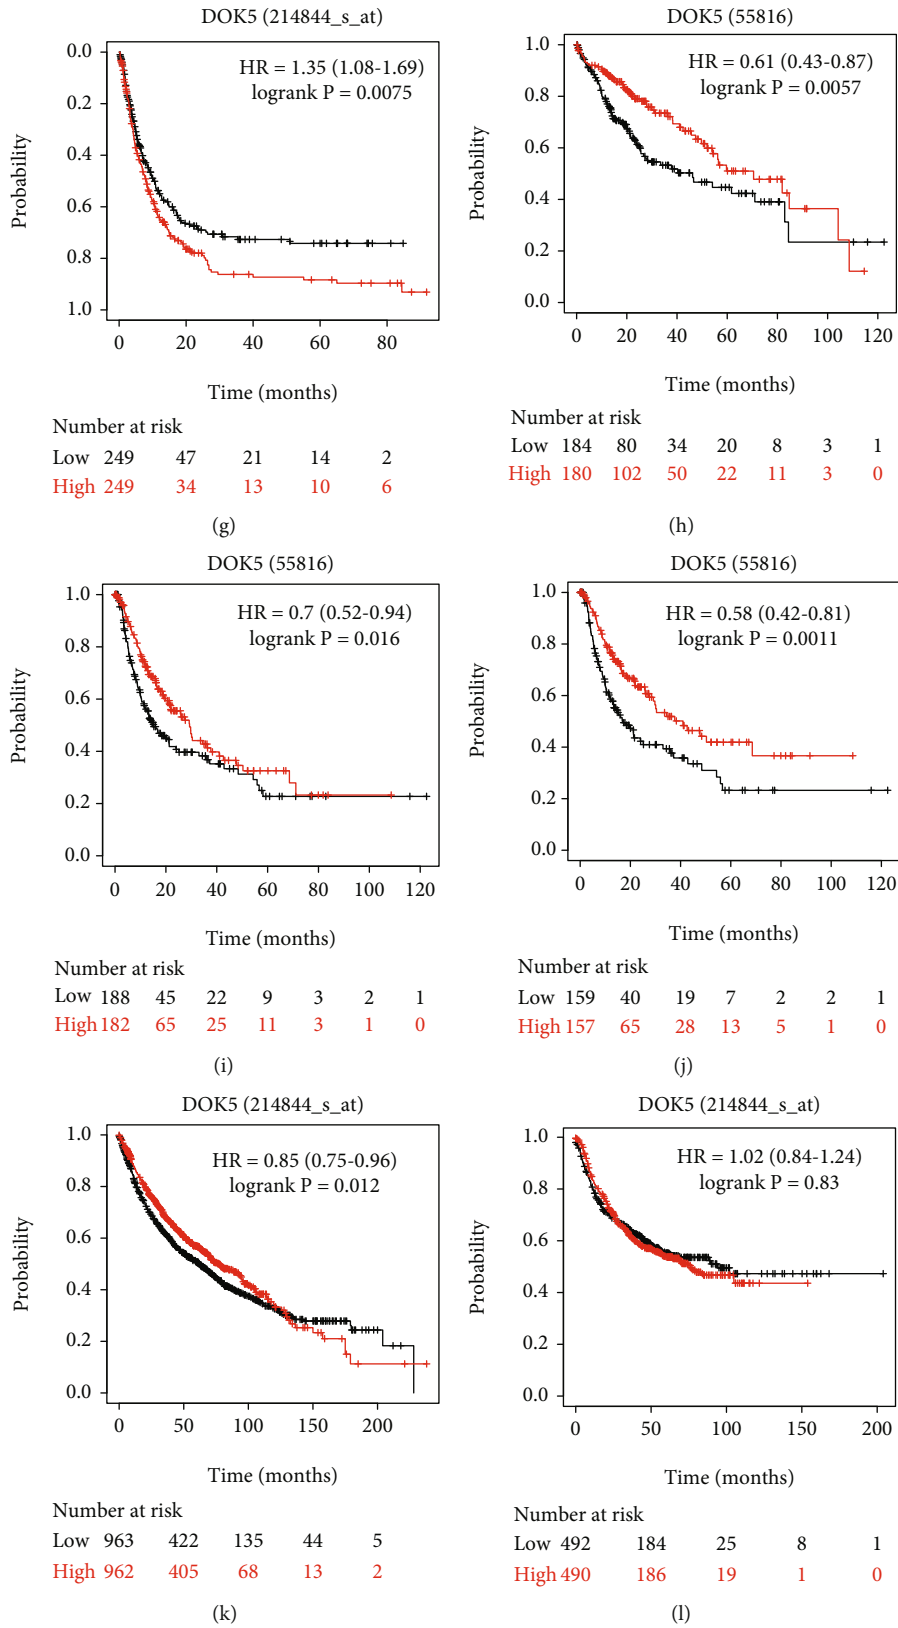 DOK5 (214844_s_at)
HR = 1.35 (1.08-1.69)
logrank P = 0.0075
Probability
0.0
0.2
0.4
0.6
0.8
1.0
0 20 40 60 80
Time (months)
Number at risk
Low 249 47 21 14 2
High 249 34 13 10 6
(g)
DOK5 (55816)
HR = 0.61 (0.43-0.87)
logrank P = 0.0057
Probability
1.0
0.8
0.6
0.4
0.2
0.0
0 20 40 60 80 100 120
Time (months)
Number at risk
Low 184 80 34 20 8 3 1
High 180 102 50 22 11 3 0
(h)
DOK5 (55816)
HR = 0.7 (0.52-0.94)
logrank P = 0.016
Probability
1.0
0.8
0.6
0.4
0.2
0.0
0 20 40 60 80 100 120
Time (months)
Number at risk
Low 188 45 22 9 3 2 1
High 182 65 25 11 3 1 0
(i)
DOK5 (55816)
HR = 0.58 (0.42-0.81)
logrank P = 0.0011
Probability
1.0
0.8
0.6
0.4
0.2
0.0
0 20 40 60 80 100 120
Time (months)
Number at risk
Low 159 40 19 7 2 2 1
High 157 65 28 13 5 1 0
(j)
DOK5 (214844_s_at)
HR = 0.85 (0.75-0.96)
logrank P = 0.012
Probability
1.0
0.8
0.6
0.4
0.2
0.0
0 50 100 150 200
Time (months)
Number at risk
Low 963 422 135 44 5
High 962 405 68 13 2
(k)
DOK5 (214844_s_at)
HR = 1.02 (0.84-1.24)
logrank P = 0.83
Probability
1.0
0.8
0.6
0.4
0.2
0.0
0 50 100 150 200
Time (months)
Number at risk
Low 492 184 25 8 1
High 490 186 19 1 0
(l)